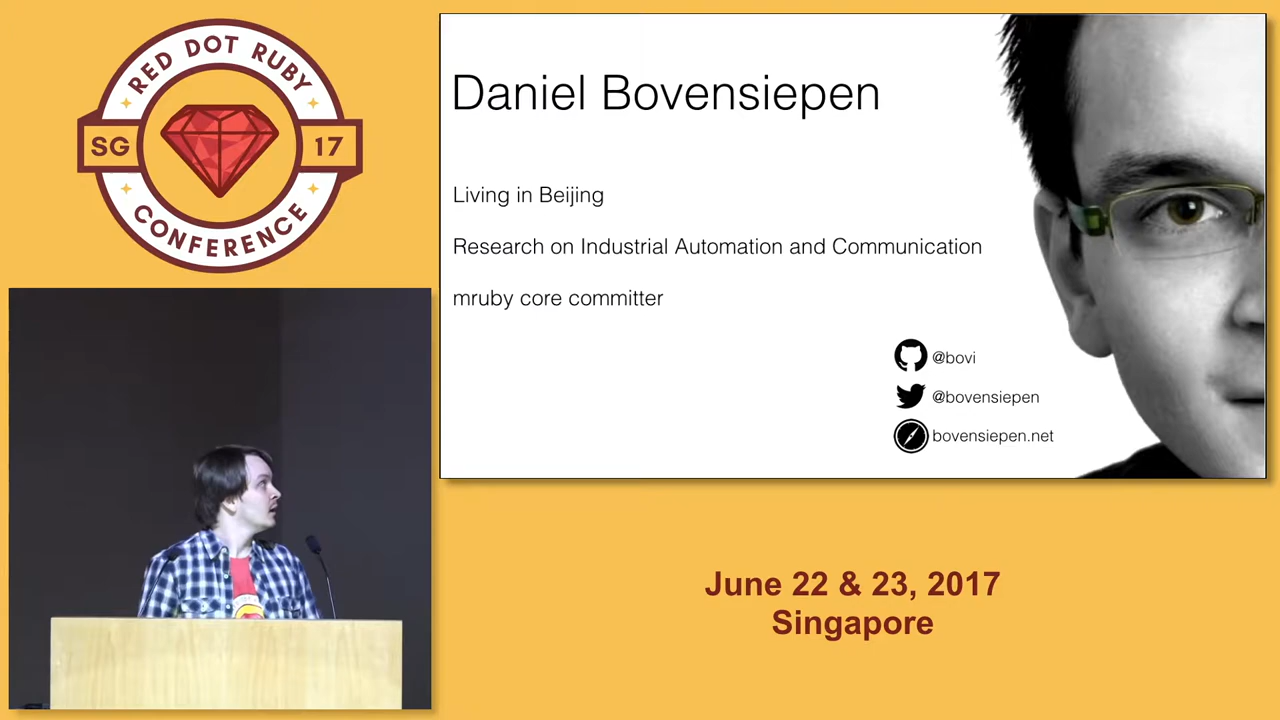 RED DOT RUBY
SG 17
CONFERENCE
Daniel Bovensiepen
Living in Beijing
Research on Industrial Automation and Communication
mruby core committer
@bovi
@bovensiepen
bovensiepen.net
June 22 & 23, 2017
Singapore